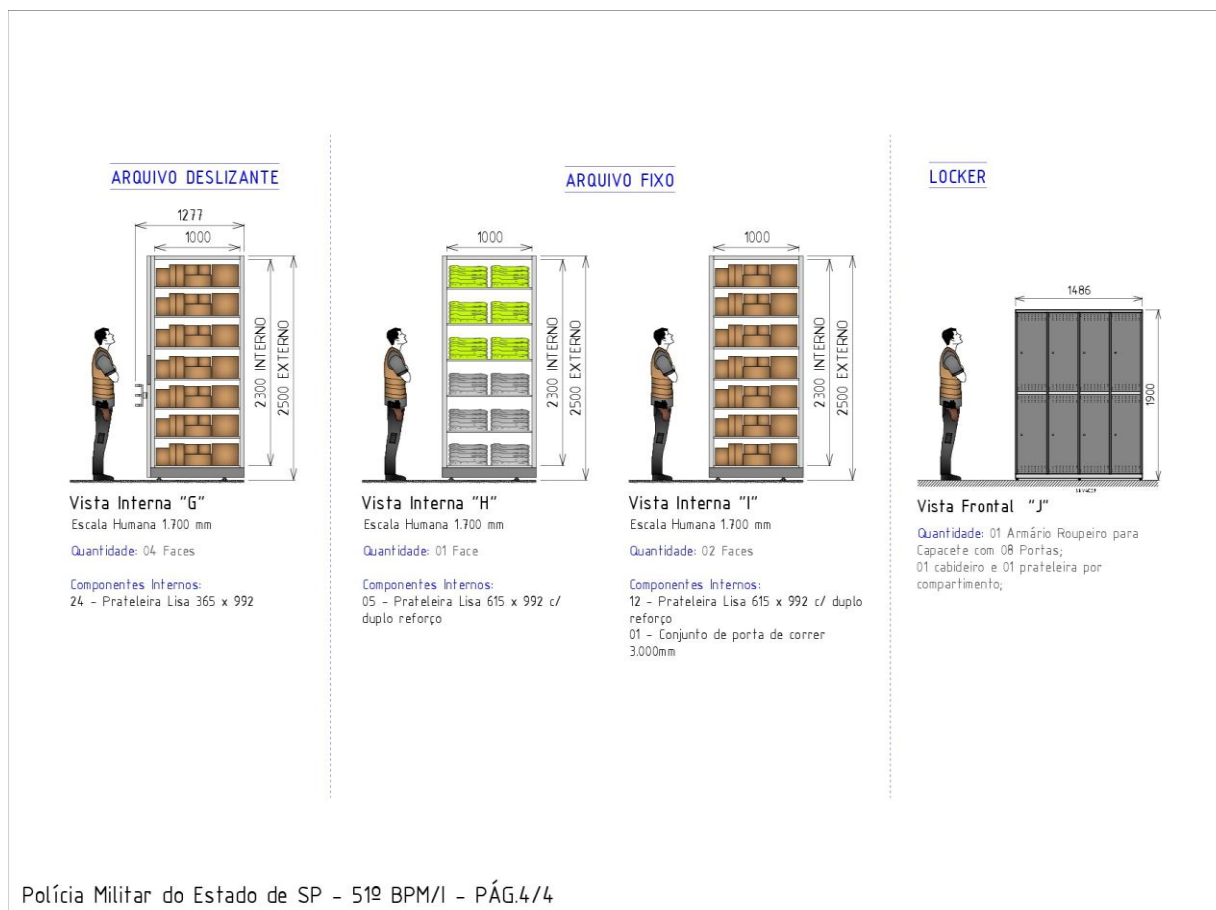 ARQUIVO DESLIZANTE
1277
1000
2300 INTERNO
2500 EXTERNO
Vista Interna "G"
Escala Humana 1.700 mm
Quantidade: 04 Faces
Componentes Internos:
24 - Prateleira Lisa 365 x 992
ARQUIVO FIXO
1000
2300 INTERNO
2500 EXTERNO
Vista Interna "H"
Escala Humana 1.700 mm
Quantidade: 01 Face
Componentes Internos:
05 - Prateleira Lisa 615 x 992 c/
duplo reforço
1000
2300 INTERNO
2500 EXTERNO
Vista Interna "I"
Escala Humana 1.700 mm
Quantidade: 02 Faces
Componentes Internos:
12 - Prateleira Lisa 615 x 992 c/ duplo
reforço
01 - Conjunto de porta de correr
3.000mm
LOCKER
1486
1900
Vista Frontal "J"
Quantidade: 01 Armário Roupeiro para
Capacete com 08 Portas;
01 cabideiro e 01 prateleira por
compartimento;
Polícia Militar do Estado de SP - 51º BPM/I - PÁG.4/4